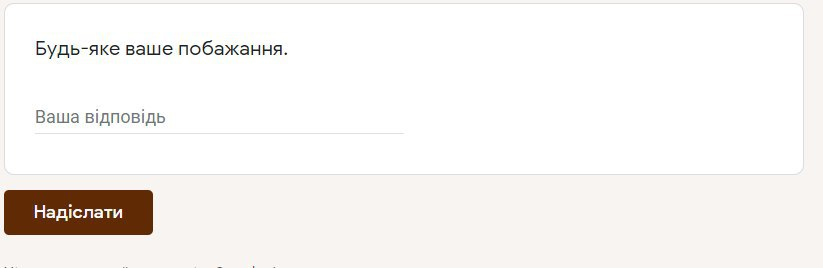 Будь-яке ваше побажання.
Ваша відповідь
Надіслати